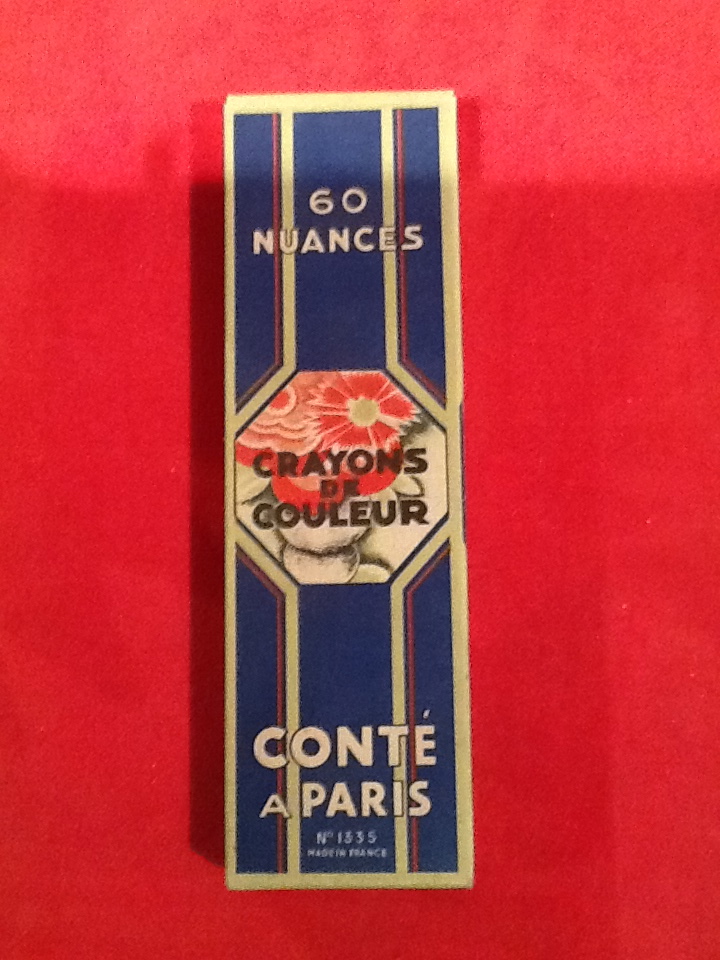 60
NUANCES
CRAYONS
DE
COULEUR
CONTÉ
A PARIS
Nº 1335
MADE IN FRANCE